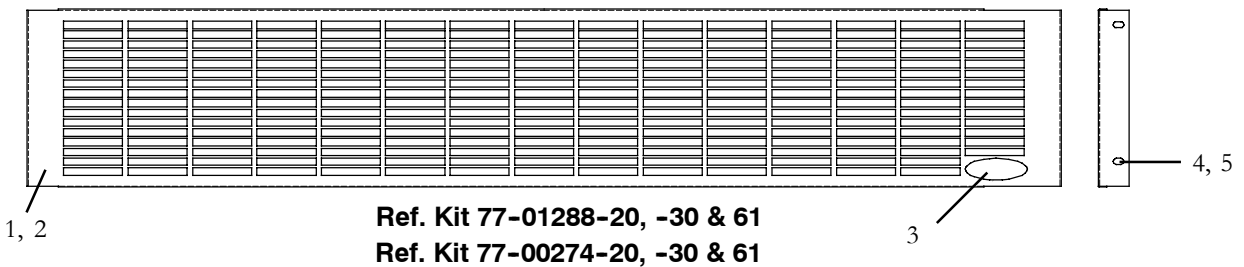 4, 5
1, 2
3
Ref. Kit 77-01288-20, -30 & 61
Ref. Kit 77-00274-20, -30 & 61